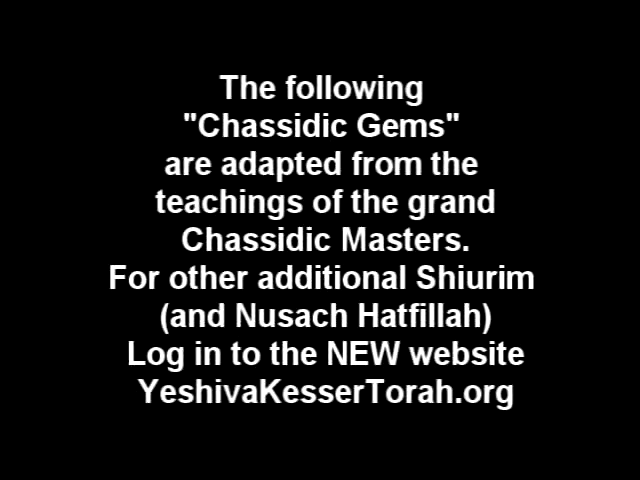 The following
"Chassidic Gems"
are adapted from the
teachings of the grand
Chassidic Masters.
For other additional Shiurim
(and Nusach Hatfillah)
Log in to the NEW website
YeshivaKesserTorah.org